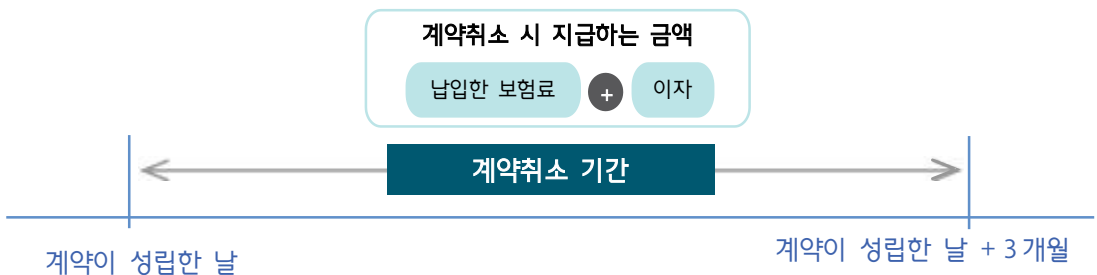 계약취소 시 지급하는 금액
납입한 보험료 + 이자
계약취소 기간
계약이 성립한 날
계약이 성립한 날 + 3개월